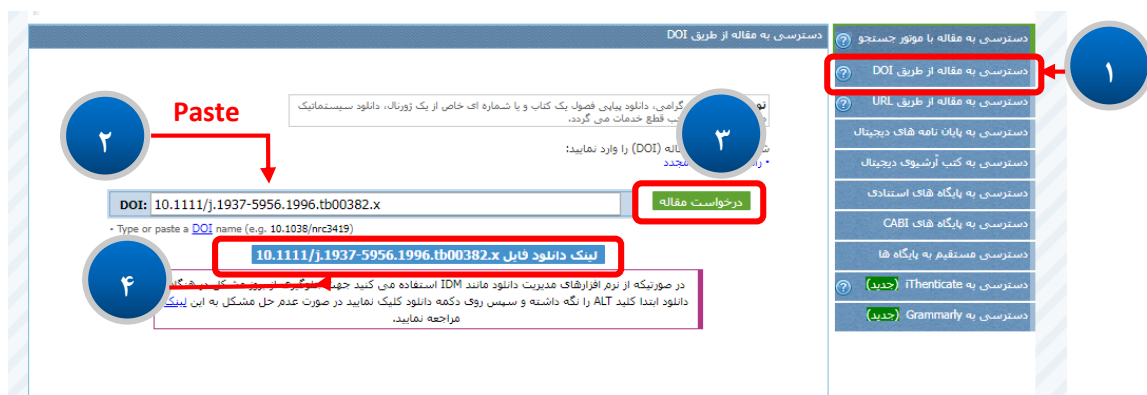 دسترسی به مقاله از طریق DOI
دسترسی به مقاله با موتور جستجو
دسترسی به مقاله از طریق DOI
دسترسی به مقاله از طریق URL
دسترسی به پایان نامه های دیجیتال
دسترسی به کتب آرشیوی دیجیتال
دسترسی به پایگاه های استنادی
دسترسی به پایگاه های CABI
دسترسی مستقیم به پایگاه ها
دسترسی به iThenticate (جدید)
دسترسی به Grammarly (جدید)
۱
گرامی، دانلود پیاپی فصول یک کتاب و یا شماره ای خاص از یک ژورنال، دانلود سیستماتیک
قطع خدمات می گردد.
Paste
۲
۳
(DOI) را وارد نمایید:
DOI: 10.1111/j.1937-5956.1996.tb00382.x
درخواست مقاله
• Type or paste a DOI name (e.g. 10.1038/nrc3419)
لینک دانلود فایل 10.1111/j.1937-5956.1996.tb00382.x
۴
در صورتیکه از نرم افزارهای مدیریت دانلود مانند IDM استفاده می کنید جهت
دانلود ابتدا کلید ALT را نگه داشته و سپس روی دکمه دانلود کلیک نمایید در صورت عدم حل مشکل به این لینک
مراجعه نمایید.